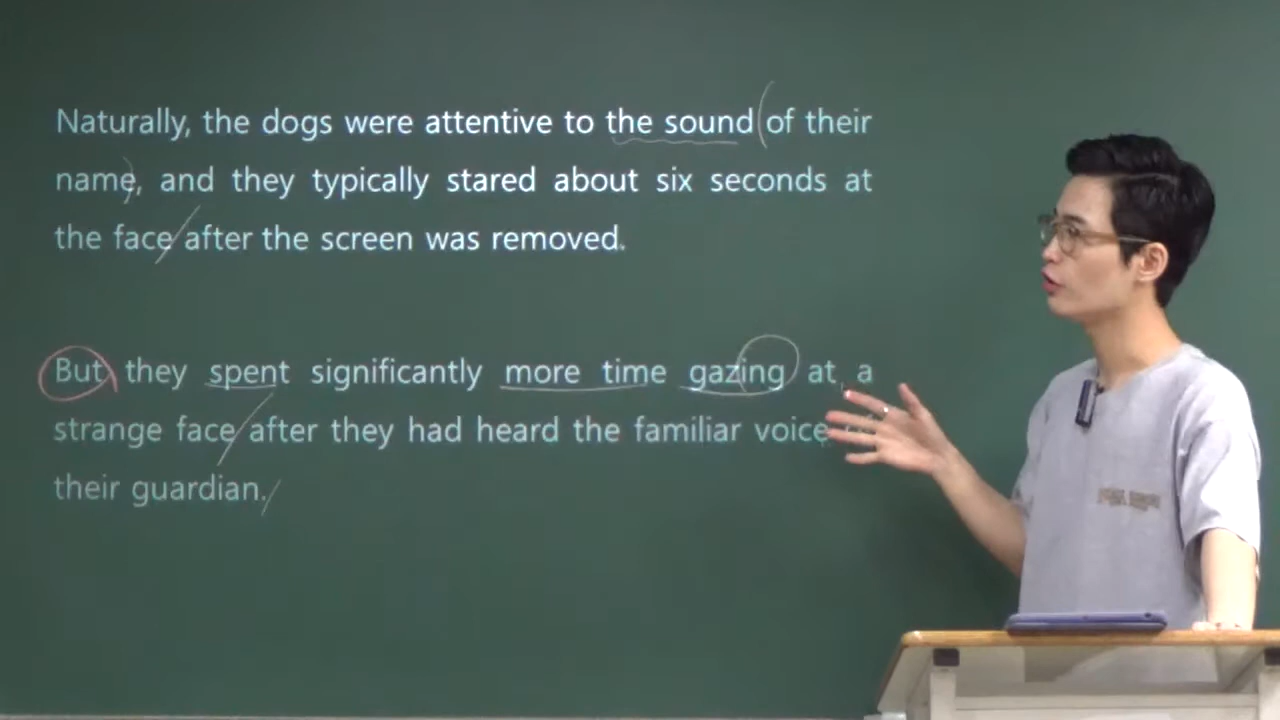 Naturally, the dogs were attentive to the sound of their
name, and they typically stared about six seconds at
the face after the screen was removed.
But they spent significantly more time gazing at a
strange face after they had heard the familiar voice
their guardian.